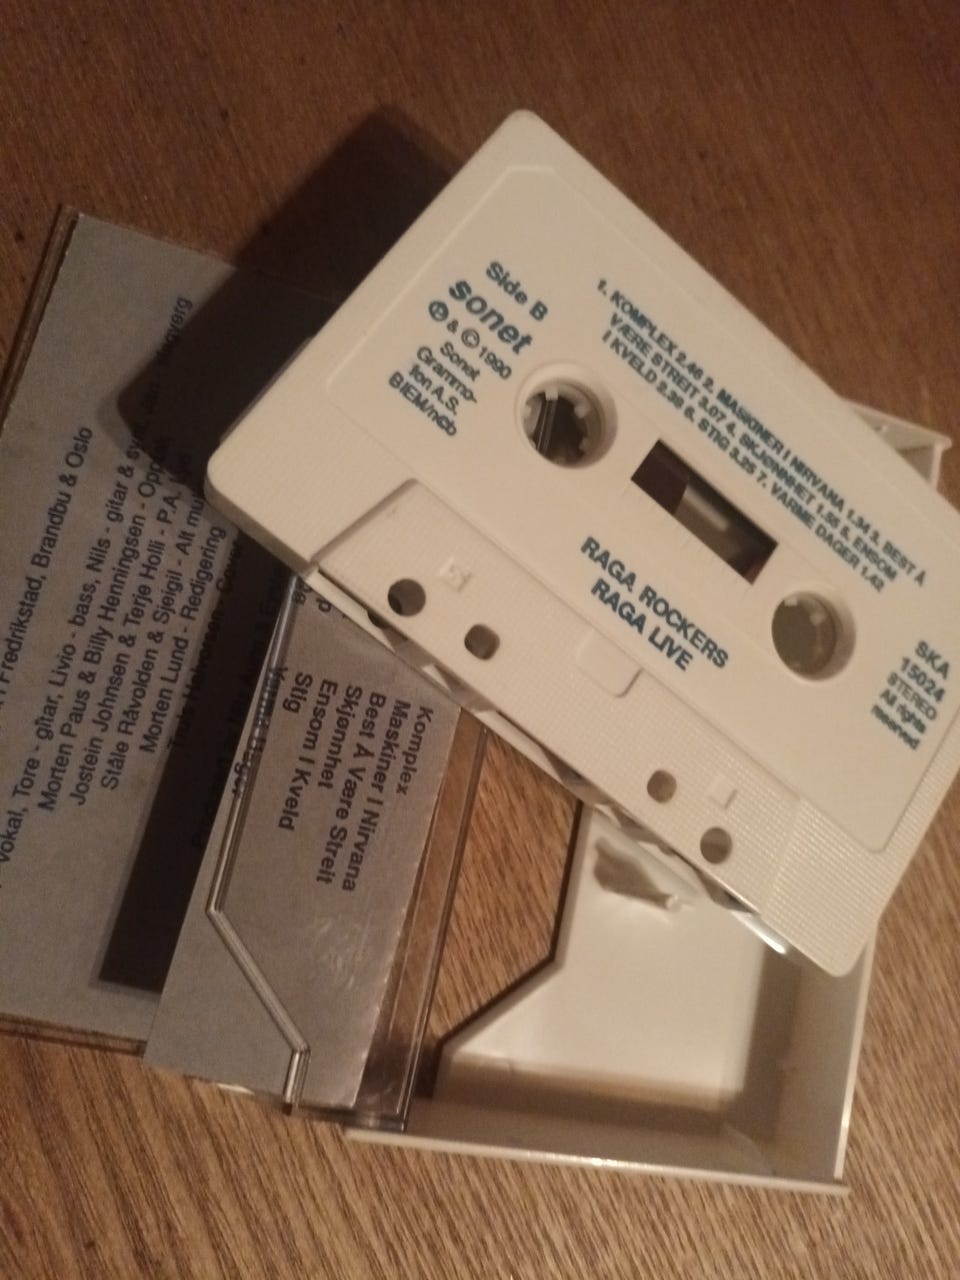 Side B
sonet
℗ & © 1990
Sonet
Grammo-
fon A.S.
BIEM/ncb
1. KOMPLEX 2.46 2. MASKINER I NIRVANA 1.34 3. BEST Å
VÆRE STREIT 2.07 4. SKJØNNHET 1.55 5. ENSOM
I KVELD 2.38 6. STIG 3.25 7. VARME DAGER 1.42
RAGA ROCKERS
RAGA LIVE
SKA
15024
STEREO
All rights
reserved
Fredrikstad, Brandbu & Oslo
vokal, Tore - gitar, Livio - bass, Nils - gitar & Jan
Morten Paus & Billy Henningsen
Jostein Johnsen & Terje Holli - P.A.
Ståle Råvolden & Sjeigil - Alt
Morten Lund - Redigering
Komplex
Maskiner I Nirvana
Best Å Være Streit
Skjønnhet
Ensom I Kveld
Stig